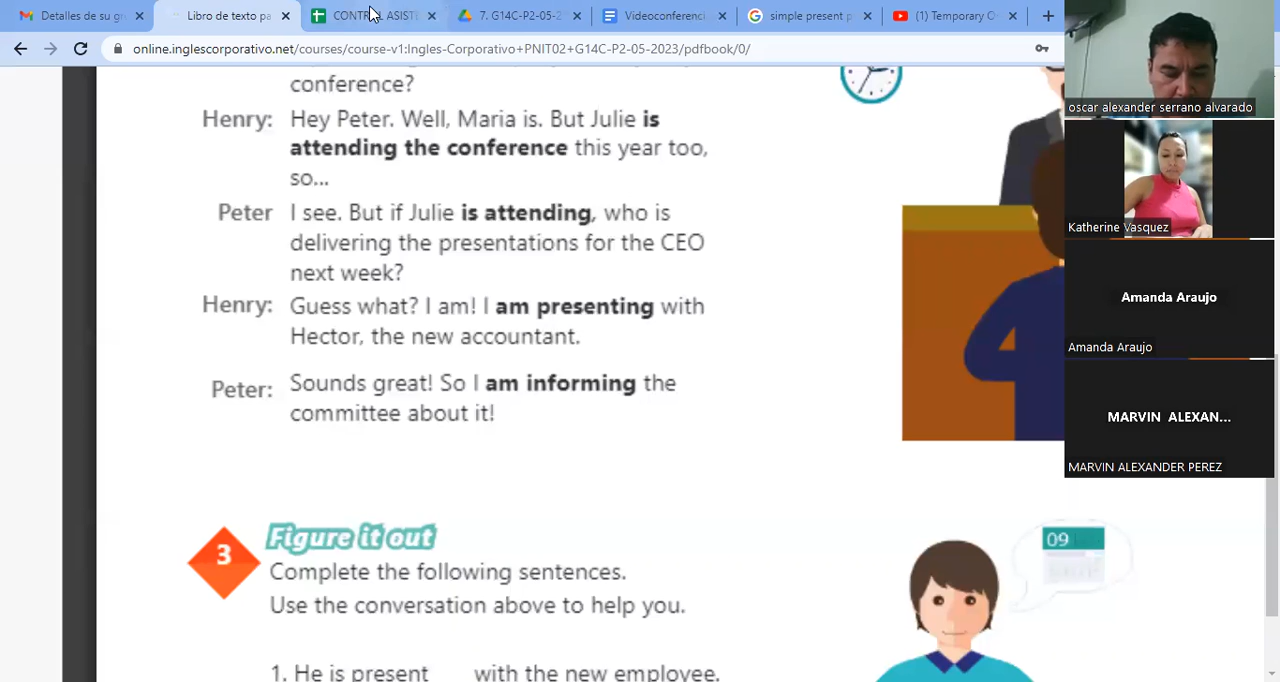 Detalles de su gr
Libro de texto pa
CONTROL ASISTE
7. G14C-P2-05-2
Videoconferenci
simple present p
(1) Temporary O
online.inglescorporativo.net/courses/course-v1:Ingles-Corporativo+PNIT02+G14C-P2-05-2023/pdfbook/0/
conference?
Henry: Hey Peter. Well, Maria is. But Julie is
attending the conference this year too,
so...
Peter I see. But if Julie is attending, who is
delivering the presentations for the CEO
next week?
Henry: Guess what? I am! I am presenting with
Hector, the new accountant.
Peter: Sounds great! So I am informing the
committee about it!
3 Figure it out
Complete the following sentences.
Use the conversation above to help you.
1. He is present with the new employee.
09
oscar alexander serrano alvarado
Katherine Vasquez
Amanda Araujo
Amanda Araujo
MARVIN ALEXAN...
MARVIN ALEXANDER PEREZ